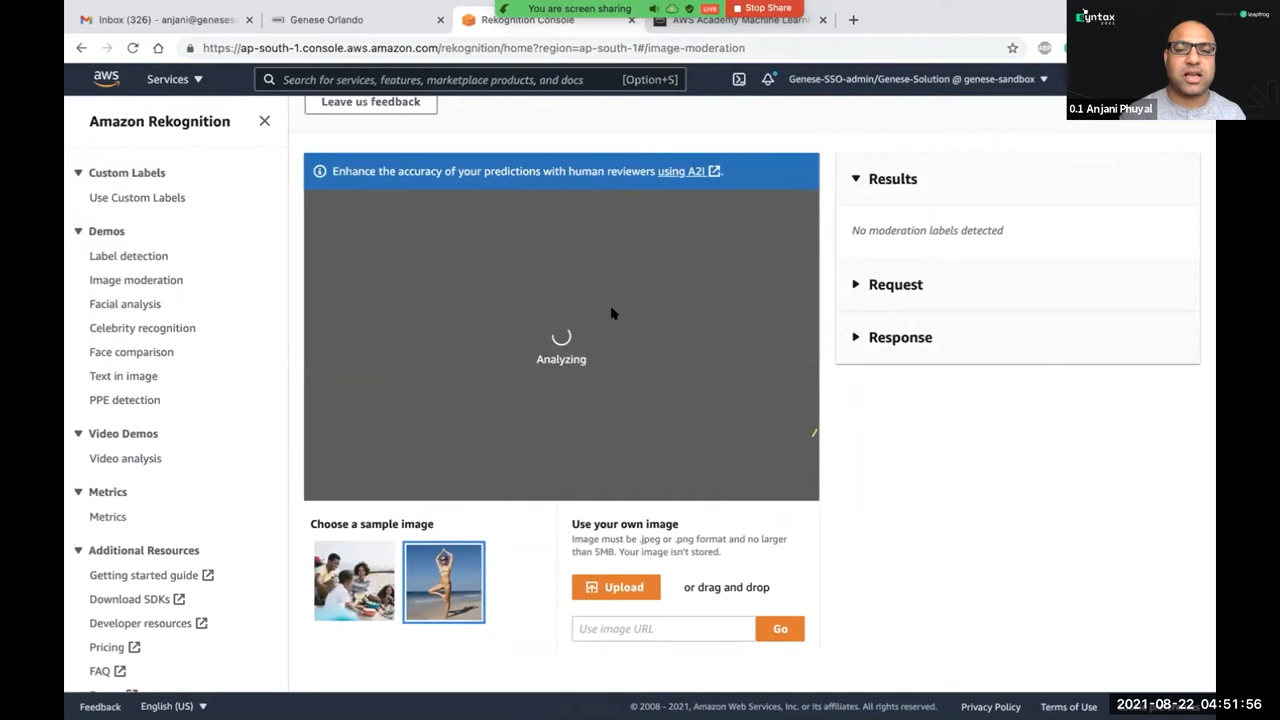 Inbox (326) - anjani@geneses
Genese Orlando
Rekognition Console
AWS Academy Machine Learni
You are screen sharing
LIVE
Stop Share
https://ap-south-1.console.aws.amazon.com/rekognition/home?region=ap-south-1#/image-moderation
ABP
aws
Services
Search for services, features, marketplace products, and docs
[Option+S]
Genese-SSO-admin/Genese-Solution @ genese-sandbox
syntax
leapfrog
0.1 Anjani Phuyal
Amazon Rekognition
Custom Labels
Use Custom Labels
Demos
Label detection
Image moderation
Facial analysis
Celebrity recognition
Face comparison
Text in image
PPE detection
Video Demos
Video analysis
Metrics
Metrics
Additional Resources
Getting started guide
Download SDKs
Developer resources
Pricing
FAQ
Leave us feedback
Enhance the accuracy of your predictions with human reviewers using A2I.
Analyzing
Choose a sample image
Use your own image
Image must be .jpeg or .png format and no larger
than 5MB. Your image isn't stored.
Upload
or drag and drop
Use image URL
Go
Results
No moderation labels detected
Request
Response
Feedback
English (US)
© 2008 - 2021, Amazon Web Services, Inc. or its affiliates. All rights reserved.
Privacy Policy
Terms of Use
2021-08-22 04:51:56